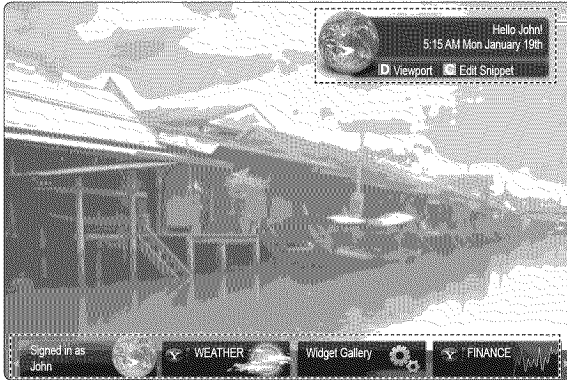 Hello John!
5:15 AM Mon January 19th
D Viewport C Edit Snippet
Signed in as
John
Y WEATHER
Widget Gallery
Y FINANCE